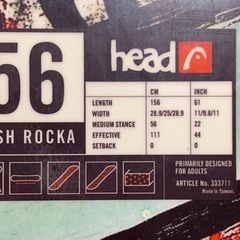 56
head
SH ROCKA
CM INCH
LENGTH 156 61
WIDTH 28.9/25/28.9 11/9.8/11
MEDIUM STANCE 56 22
EFFECTIVE 111 44
SETBACK 0 0
PRIMARILY DESIGNED
FOR ADULTS
ARTICLE No. 333711
Made in Taiwan